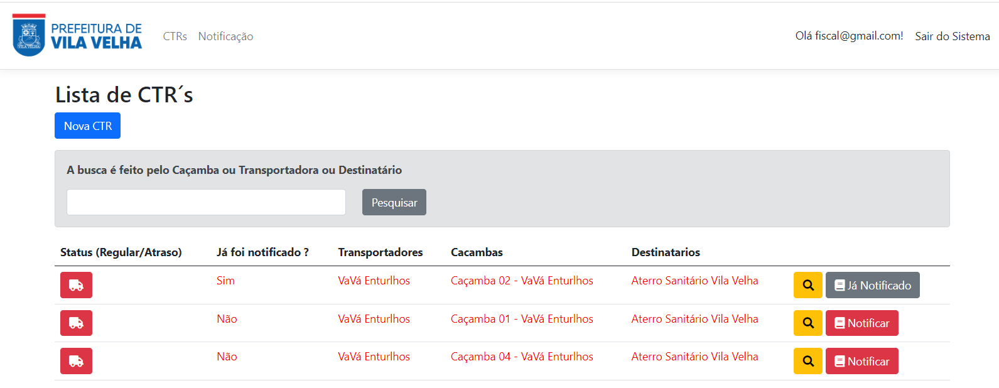 PREFEITURA DE
VILA VELHA
VILA VELHA
CTRs Notificação
Olá fiscal@gmail.com! Sair do Sistema
Lista de CTR´s
Nova CTR
A busca é feito pelo Caçamba ou Transportadora ou Destinatário
Pesquisar
Status (Regular/Atraso) Já foi notificado ? Transportadores Cacambas Destinatarios
Sim VaVá Enturlhos Caçamba 02 - VaVá Enturlhos Aterro Sanitário Vila Velha Já Notificado
Não VaVá Enturlhos Caçamba 01 - VaVá Enturlhos Aterro Sanitário Vila Velha Notificar
Não VaVá Enturlhos Caçamba 04 - VaVá Enturlhos Aterro Sanitário Vila Velha Notificar